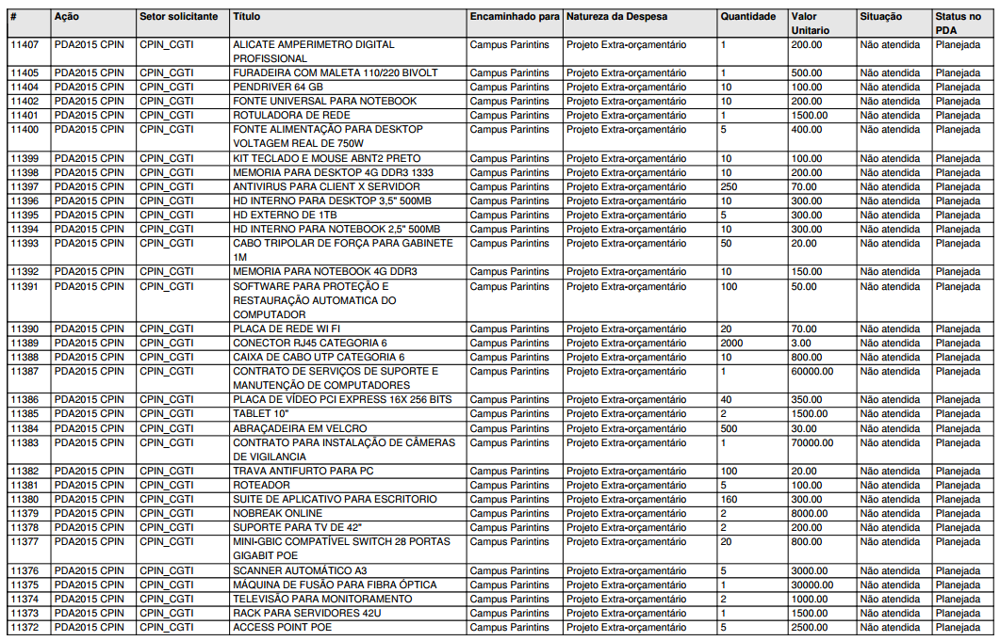 # Ação Setor solicitante Título Encaminhado para Natureza da Despesa Quantidade Valor Unitario Situação Status no PDA
11407 PDA2015 CPIN CPIN_CGTI ALICATE AMPERIMETRO DIGITAL PROFISSIONAL Campus Parintins Projeto Extra-orçamentário 1 200.00 Não atendida Planejada
11405 PDA2015 CPIN CPIN_CGTI FURADEIRA COM MALETA 110/220 BIVOLT Campus Parintins Projeto Extra-orçamentário 1 500.00 Não atendida Planejada
11404 PDA2015 CPIN CPIN_CGTI PENDRIVER 64 GB Campus Parintins Projeto Extra-orçamentário 10 100.00 Não atendida Planejada
11402 PDA2015 CPIN CPIN_CGTI FONTE UNIVERSAL PARA NOTEBOOK Campus Parintins Projeto Extra-orçamentário 10 200.00 Não atendida Planejada
11401 PDA2015 CPIN CPIN_CGTI ROTULADORA DE REDE Campus Parintins Projeto Extra-orçamentário 1 1500.00 Não atendida Planejada
11400 PDA2015 CPIN CPIN_CGTI FONTE ALIMENTAÇÃO PARA DESKTOP VOLTAGEM REAL DE 750W Campus Parintins Projeto Extra-orçamentário 5 400.00 Não atendida Planejada
11399 PDA2015 CPIN CPIN_CGTI KIT TECLADO E MOUSE ABNT2 PRETO Campus Parintins Projeto Extra-orçamentário 10 100.00 Não atendida Planejada
11398 PDA2015 CPIN CPIN_CGTI MEMORIA PARA DESKTOP 4G DDR3 1333 Campus Parintins Projeto Extra-orçamentário 10 200.00 Não atendida Planejada
11397 PDA2015 CPIN CPIN_CGTI ANTIVIRUS PARA CLIENT X SERVIDOR Campus Parintins Projeto Extra-orçamentário 250 70.00 Não atendida Planejada
11396 PDA2015 CPIN CPIN_CGTI HD INTERNO PARA DESKTOP 3,5" 500MB Campus Parintins Projeto Extra-orçamentário 10 300.00 Não atendida Planejada
11395 PDA2015 CPIN CPIN_CGTI HD EXTERNO DE 1TB Campus Parintins Projeto Extra-orçamentário 5 300.00 Não atendida Planejada
11394 PDA2015 CPIN CPIN_CGTI HD INTERNO PARA NOTEBOOK 2,5" 500MB Campus Parintins Projeto Extra-orçamentário 10 300.00 Não atendida Planejada
11393 PDA2015 CPIN CPIN_CGTI CABO TRIPOLAR DE FORÇA PARA GABINETE 1M Campus Parintins Projeto Extra-orçamentário 50 20.00 Não atendida Planejada
11392 PDA2015 CPIN CPIN_CGTI MEMORIA PARA NOTEBOOK 4G DDR3 Campus Parintins Projeto Extra-orçamentário 10 150.00 Não atendida Planejada
11391 PDA2015 CPIN CPIN_CGTI SOFTWARE PARA PROTEÇÃO E RESTAURAÇÃO AUTOMATICA DO COMPUTADOR Campus Parintins Projeto Extra-orçamentário 100 50.00 Não atendida Planejada
11390 PDA2015 CPIN CPIN_CGTI PLACA DE REDE WI FI Campus Parintins Projeto Extra-orçamentário 20 70.00 Não atendida Planejada
11389 PDA2015 CPIN CPIN_CGTI CONECTOR RJ45 CATEGORIA 6 Campus Parintins Projeto Extra-orçamentário 2000 3.00 Não atendida Planejada
11388 PDA2015 CPIN CPIN_CGTI CAIXA DE CABO UTP CATEGORIA 6 Campus Parintins Projeto Extra-orçamentário 10 800.00 Não atendida Planejada
11387 PDA2015 CPIN CPIN_CGTI CONTRATO DE SERVIÇOS DE SUPORTE E MANUTENÇÃO DE COMPUTADORES Campus Parintins Projeto Extra-orçamentário 1 60000.00 Não atendida Planejada
11386 PDA2015 CPIN CPIN_CGTI PLACA DE VÍDEO PCI EXPRESS 16X 256 BITS Campus Parintins Projeto Extra-orçamentário 40 350.00 Não atendida Planejada
11385 PDA2015 CPIN CPIN_CGTI TABLET 10" Campus Parintins Projeto Extra-orçamentário 2 1500.00 Não atendida Planejada
11384 PDA2015 CPIN CPIN_CGTI ABRAÇADEIRA EM VELCRO Campus Parintins Projeto Extra-orçamentário 500 30.00 Não atendida Planejada
11383 PDA2015 CPIN CPIN_CGTI CONTRATO PARA INSTALAÇÃO DE CÂMERAS DE VIGILANCIA Campus Parintins Projeto Extra-orçamentário 1 70000.00 Não atendida Planejada
11382 PDA2015 CPIN CPIN_CGTI TRAVA ANTIFURTO PARA PC Campus Parintins Projeto Extra-orçamentário 100 20.00 Não atendida Planejada
11381 PDA2015 CPIN CPIN_CGTI ROTEADOR Campus Parintins Projeto Extra-orçamentário 5 100.00 Não atendida Planejada
11380 PDA2015 CPIN CPIN_CGTI SUITE DE APLICATIVO PARA ESCRITORIO Campus Parintins Projeto Extra-orçamentário 160 300.00 Não atendida Planejada
11379 PDA2015 CPIN CPIN_CGTI NOBREAK ONLINE Campus Parintins Projeto Extra-orçamentário 2 8000.00 Não atendida Planejada
11378 PDA2015 CPIN CPIN_CGTI SUPORTE PARA TV DE 42" Campus Parintins Projeto Extra-orçamentário 2 200.00 Não atendida Planejada
11377 PDA2015 CPIN CPIN_CGTI MINI-GBIC COMPATÍVEL SWITCH 28 PORTAS GIGABIT POE Campus Parintins Projeto Extra-orçamentário 20 800.00 Não atendida Planejada
11376 PDA2015 CPIN CPIN_CGTI SCANNER AUTOMÁTICO A3 Campus Parintins Projeto Extra-orçamentário 5 3000.00 Não atendida Planejada
11375 PDA2015 CPIN CPIN_CGTI MÁQUINA DE FUSÃO PARA FIBRA ÓPTICA Campus Parintins Projeto Extra-orçamentário 1 30000.00 Não atendida Planejada
11374 PDA2015 CPIN CPIN_CGTI TELEVISÃO PARA MONITORAMENTO Campus Parintins Projeto Extra-orçamentário 2 1000.00 Não atendida Planejada
11373 PDA2015 CPIN CPIN_CGTI RACK PARA SERVIDORES 42U Campus Parintins Projeto Extra-orçamentário 1 1500.00 Não atendida Planejada
11372 PDA2015 CPIN CPIN_CGTI ACCESS POINT POE Campus Parintins Projeto Extra-orçamentário 5 2500.00 Não atendida Planejada